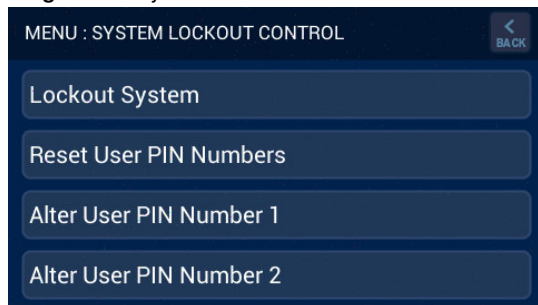 MENU : SYSTEM LOCKOUT CONTROL
BACK
Lockout System
Reset User PIN Numbers
Alter User PIN Number 1
Alter User PIN Number 2